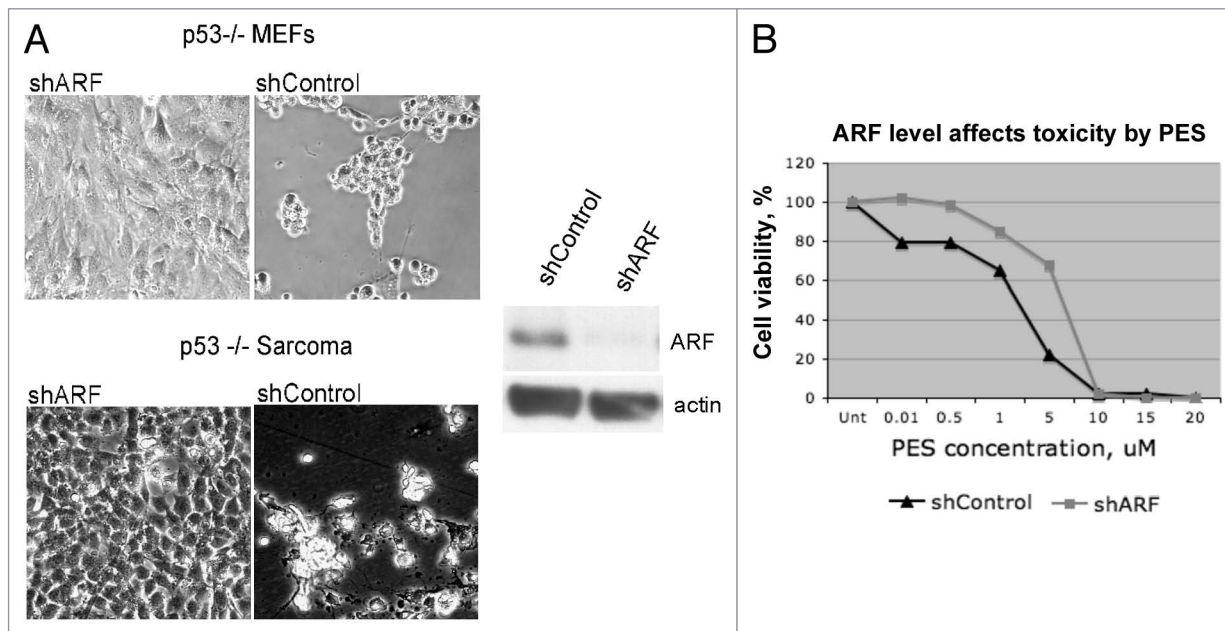 A
p53-/- MEFs
shARF shControl
p53 -/- Sarcoma
shARF shControl
shControl
shARF
ARF
actin
B
ARF level affects toxicity by PES
Cell viability, %
120
100
80
60
40
20
0
Unt 0.01 0.5 1 5 10 15 20
PES concentration, uM
shControl shARF